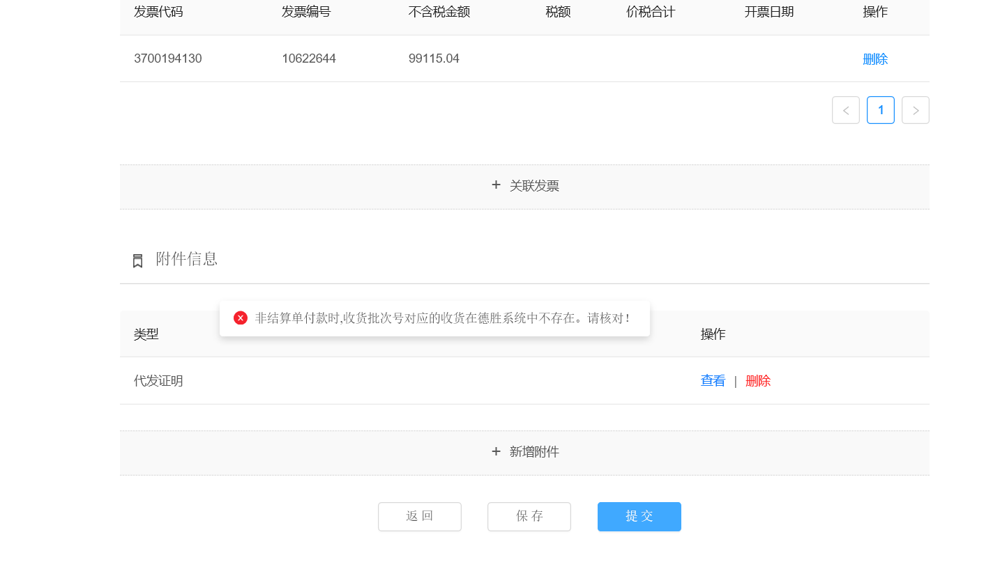 发票代码 发票编号 不含税金额 税额 价税合计 开票日期 操作
3700194130 10622644 99115.04 删除
< 1 >
+ 关联发票
附件信息
非结算单付款时,收货批次号对应的收货在德胜系统中不存在。请核对！
类型 操作
代发证明 查看 | 删除
+ 新增附件
返 回 保 存 提 交